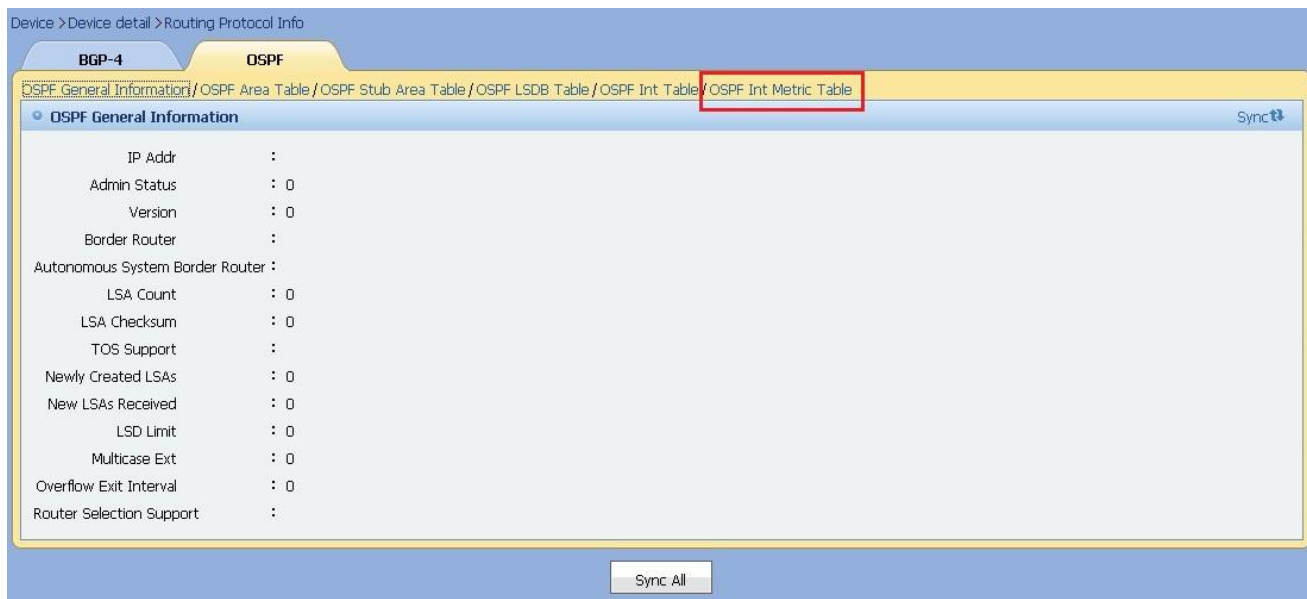 Device >Device detail >Routing Protocol Info
BGP-4 OSPF
OSPF General Information/OSPF Area Table/OSPF Stub Area Table/OSPF LSDB Table/OSPF Int Table/OSPF Int Metric Table
OSPF General Information Sync
IP Addr :
Admin Status : 0
Version : 0
Border Router :
Autonomous System Border Router :
LSA Count : 0
LSA Checksum : 0
TOS Support :
Newly Created LSAs : 0
New LSAs Received : 0
LSD Limit : 0
Multicase Ext : 0
Overflow Exit Interval : 0
Router Selection Support :
Sync All